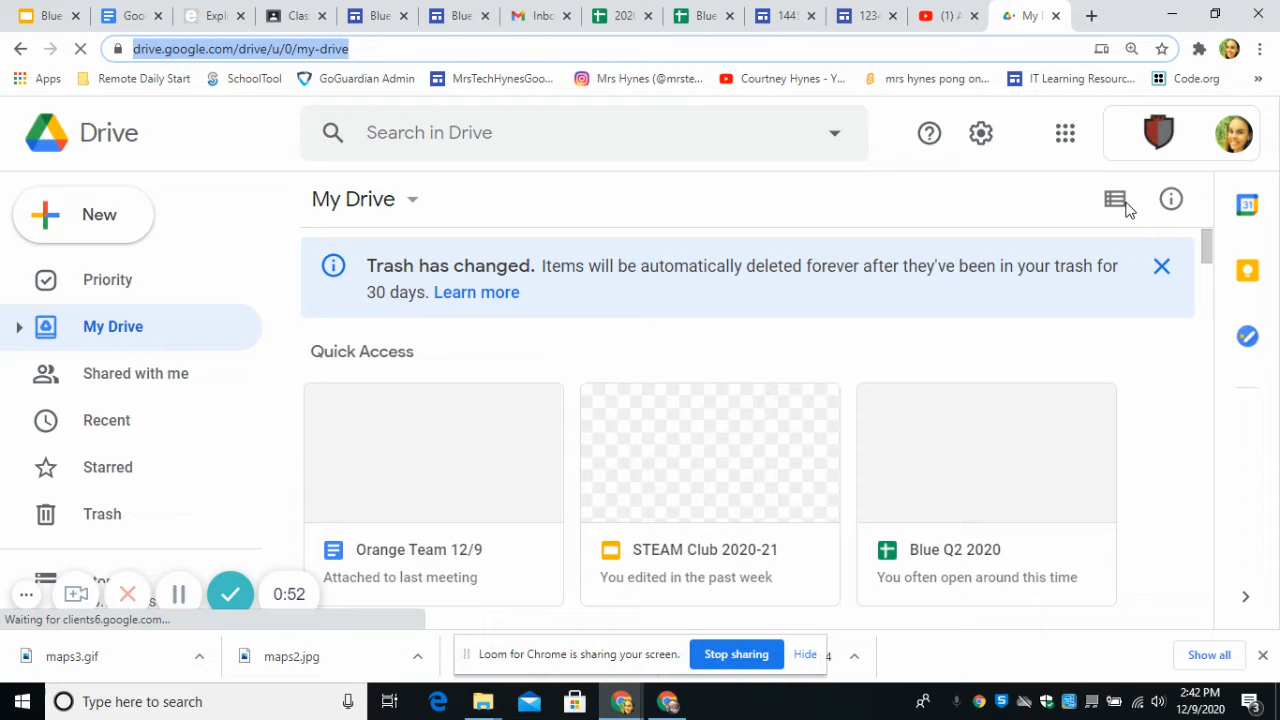 Blue
Goo
Expl
Clas
Blue
Blue
Inbo
202
Blue
144
123
(1) A
My D
drive.google.com/drive/u/0/my-drive
Apps
Remote Daily Start
SchoolTool
GoGuardian Admin
MrsTechHynesGoo...
Mrs Hynes (@mrste...
Courtney Hynes - Y...
mrs hynes pong on...
IT Learning Resourc...
Code.org
»
Drive
Search in Drive
New
My Drive
Trash has changed. Items will be automatically deleted forever after they've been in your trash for
30 days. Learn more
Priority
My Drive
Shared with me
Recent
Starred
Trash
Quick Access
Orange Team 12/9
Attached to last meeting
STEAM Club 2020-21
You edited in the past week
Blue Q2 2020
You often open around this time
31
0:52
Waiting for clients6.google.com...
maps3.gif
maps2.jpg
Loom for Chrome is sharing your screen.
Stop sharing
Hide
4
Show all
Type here to search
2:42 PM
12/9/2020
3